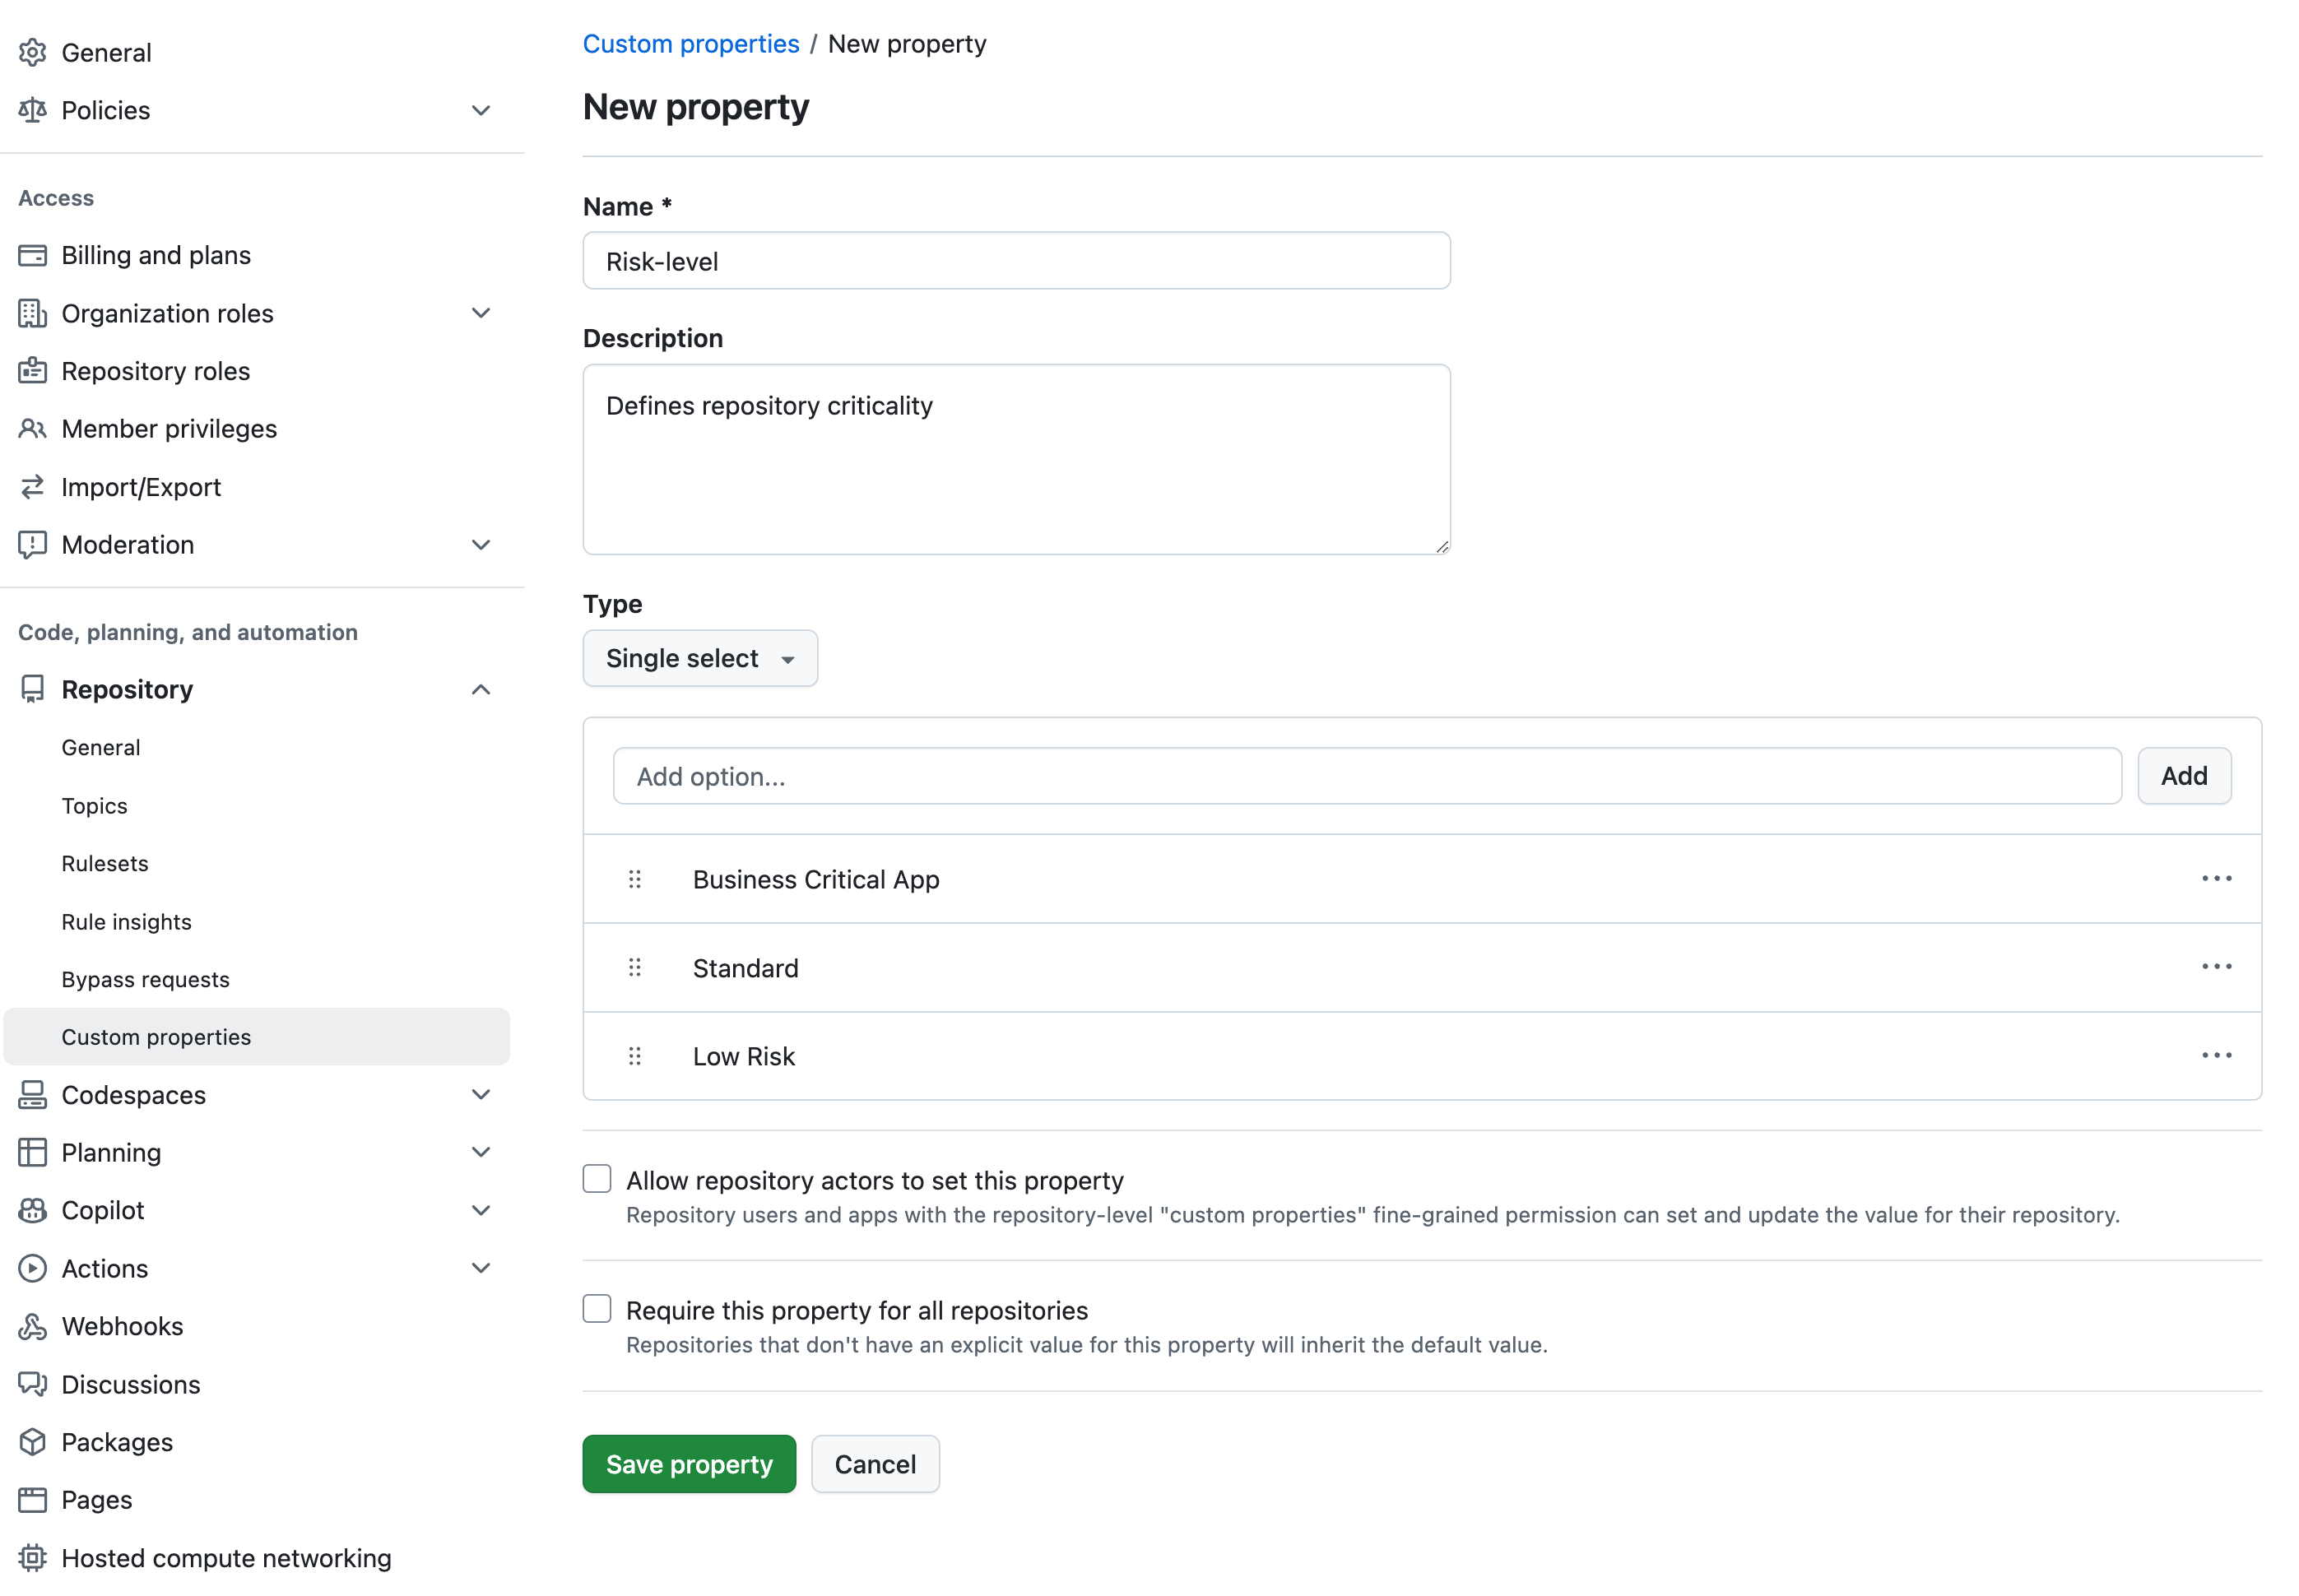 General
Policies
Access
Billing and plans
Organization roles
Repository roles
Member privileges
Import/Export
Moderation
Code, planning, and automation
Repository
General
Topics
Rulesets
Rule insights
Bypass requests
Custom properties
Codespaces
Planning
Copilot
Actions
Webhooks
Discussions
Packages
Pages
Hosted compute networking
Custom properties / New property
New property
Name *
Risk-level
Description
Defines repository criticality
Type
Single select
Add option...
Add
Business Critical App
Standard
Low Risk
Allow repository actors to set this property
Repository users and apps with the repository-level "custom properties" fine-grained permission can set and update the value for their repository.
Require this property for all repositories
Repositories that don't have an explicit value for this property will inherit the default value.
Save property
Cancel